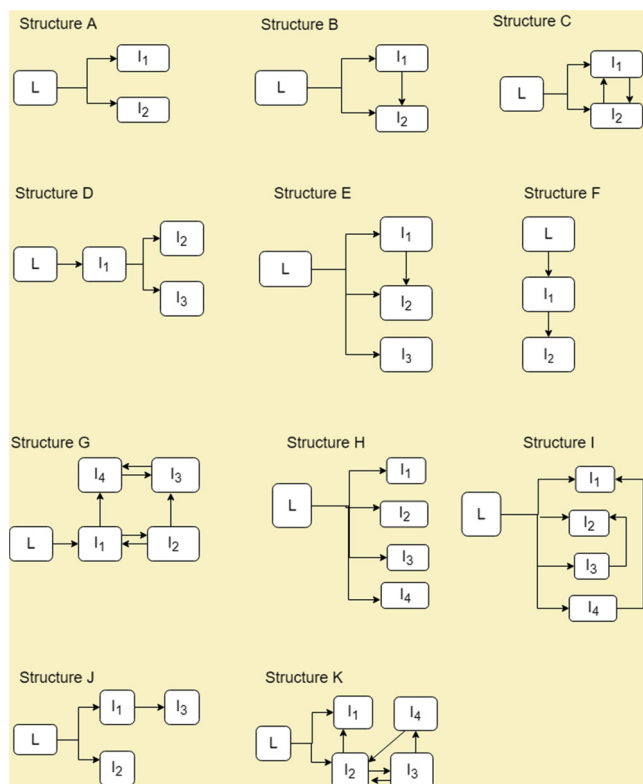 Structure A
Structure B
Structure C
L
I1
I2
L
I1
I2
L
I1
I2
Structure D
Structure E
Structure F
L
I1
I2
I3
L
I1
I2
I3
L
I1
I2
Structure G
Structure H
Structure I
I4
I3
L
I1
I2
L
I1
I2
I3
I4
L
I1
I2
I3
I4
Structure J
Structure K
L
I1
I3
I2
L
I1
I4
I2
I3